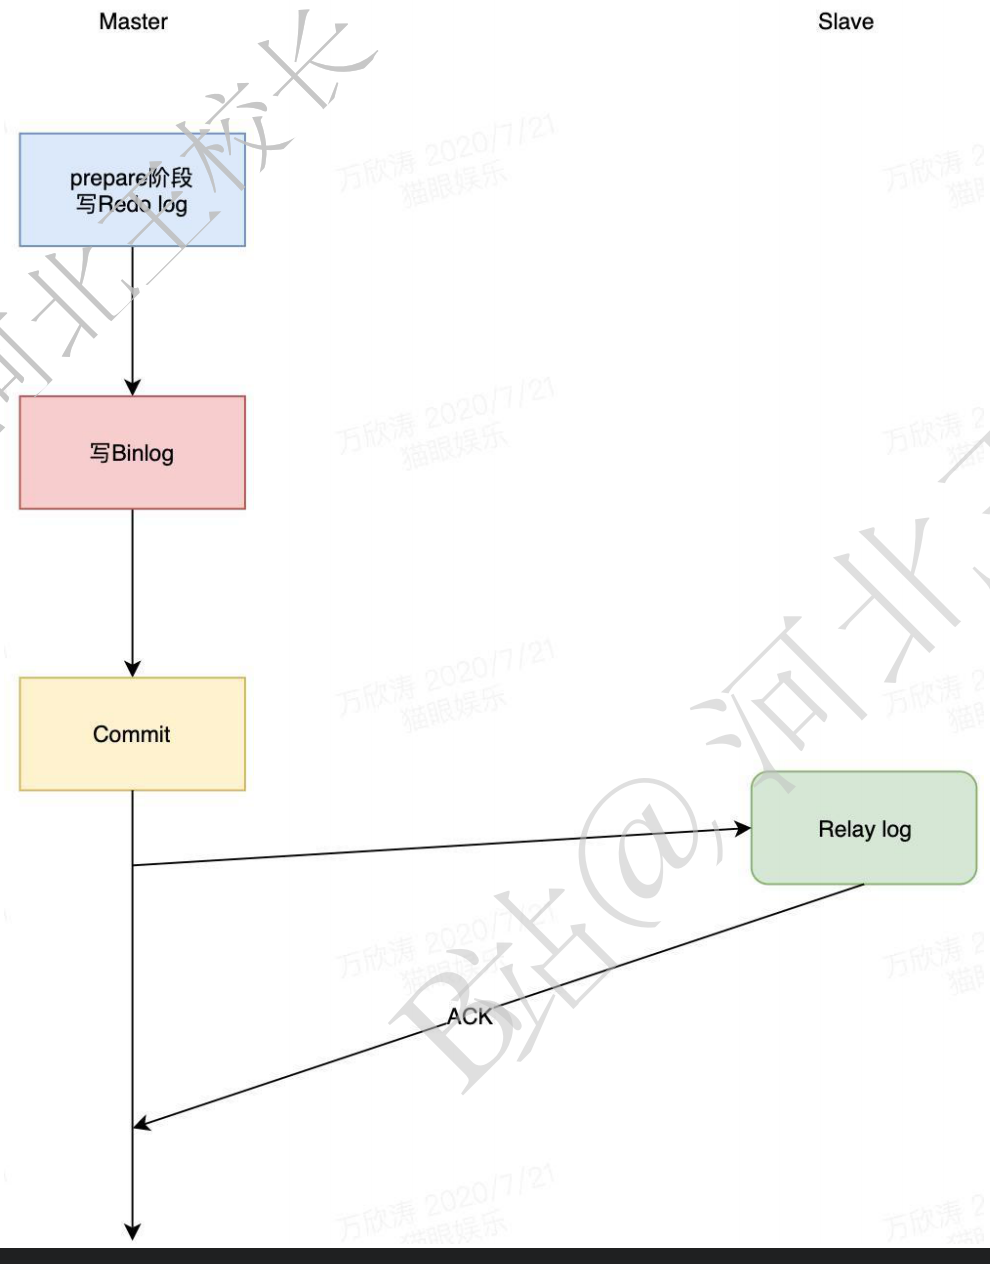 Master
Slave
prepare阶段
写Redo log
写Binlog
Commit
Relay log
ACK
河北王校长
B站@河北王
万欣涛 2020/7/21
猫眼娱乐
万欣涛 2
猫眼
万欣涛 2020/7/21
猫眼娱乐
万欣涛 2
猫眼
万欣涛 2020/7/21
猫眼娱乐
万欣涛 2
猫眼
万欣涛 2020/7/21
猫眼娱乐
万欣涛 2
猫眼
万欣涛 2020/7/21
猫眼娱乐
万欣涛 2
猫眼